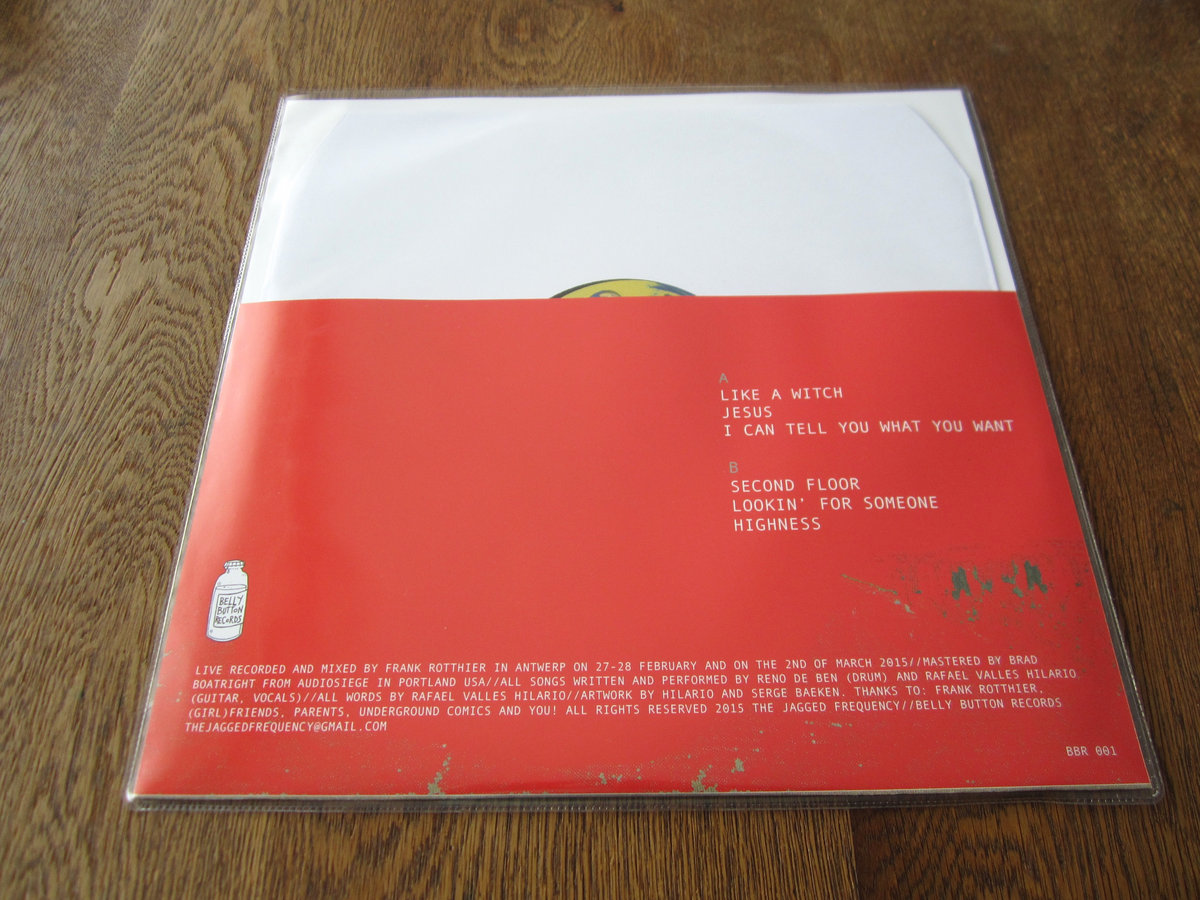 A
LIKE A WITCH
JESUS
I CAN TELL YOU WHAT YOU WANT
B
SECOND FLOOR
LOOKIN' FOR SOMEONE
HIGHNESS
BELLY
BUTTON
RECORDS
LIVE RECORDED AND MIXED BY FRANK ROTTHIER IN ANTWERP ON 27-28 FEBRUARY AND ON THE 2ND OF MARCH 2015//MASTERED BY BRAD
BOATRIGHT FROM AUDIOSIEGE IN PORTLAND USA//ALL SONGS WRITTEN AND PERFORMED BY RENO DE BEN (DRUM) AND RAFAEL VALLES HILARIO
(GUITAR, VOCALS)//ALL WORDS BY RAFAEL VALLES HILARIO//ARTWORK BY HILARIO AND SERGE BAEKEN. THANKS TO: FRANK ROTTHIER,
(GIRL)FRIENDS, PARENTS, UNDERGROUND COMICS AND YOU! ALL RIGHTS RESERVED 2015 THE JAGGED FREQUENCY//BELLY BUTTON RECORDS
THEJAGGEDFREQUENCY@GMAIL.COM
BBR 001